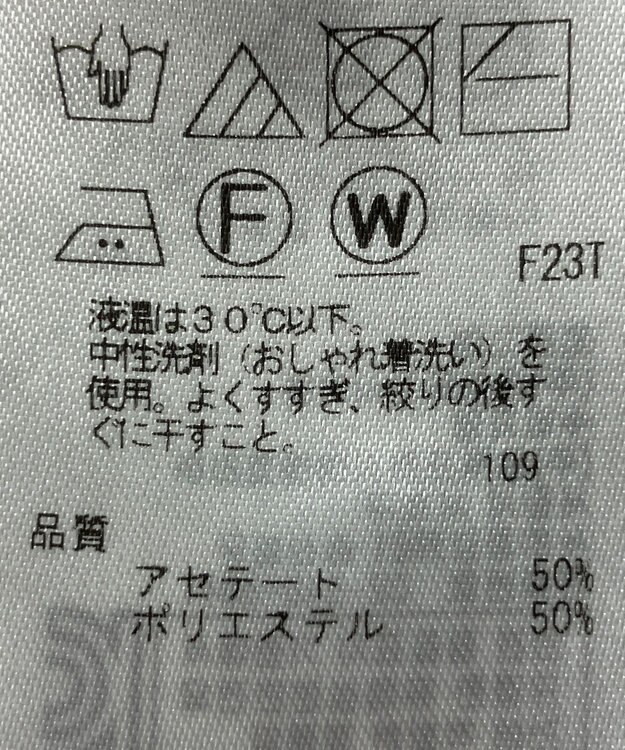 F W F23T
液温は30℃以下。
中性洗剤(おしゃれ着洗い)を
使用。よくすすぎ、絞りの後す
ぐに干すこと。
109
品質
アセテート 50%
ポリエステル 50%